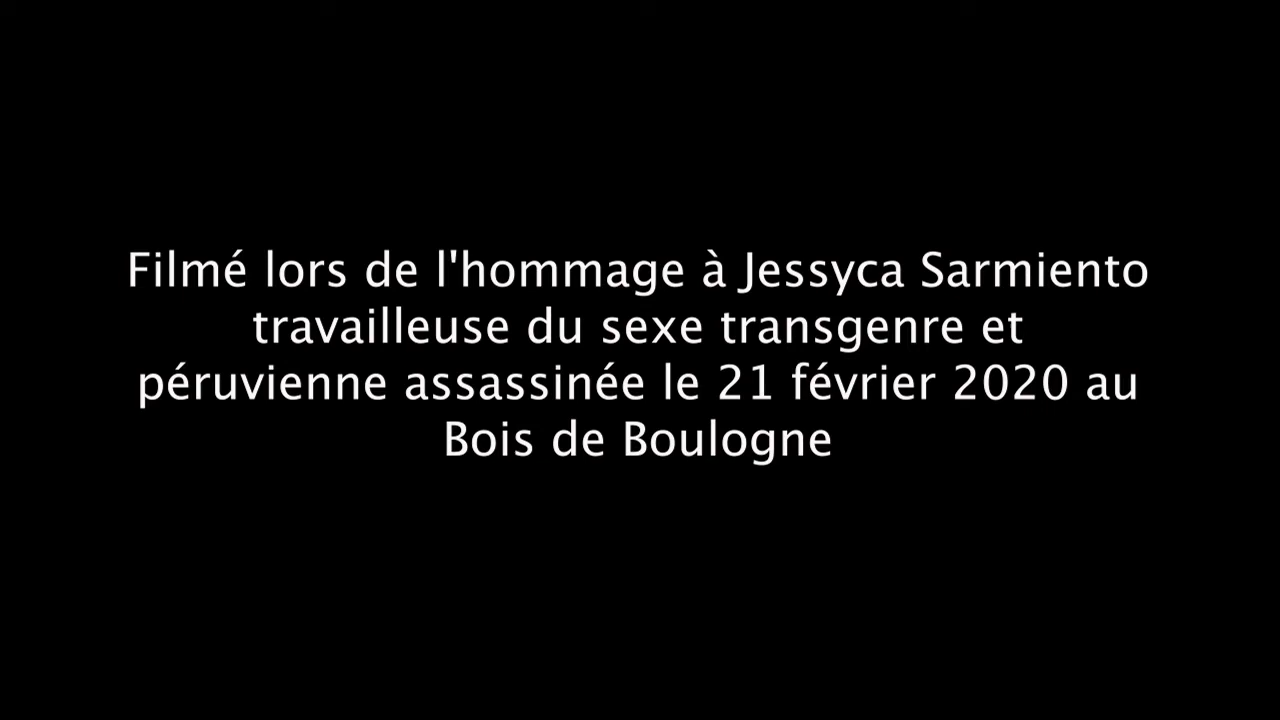 Filmé lors de l'hommage à Jessyca Sarmiento
travailleuse du sexe transgenre et
péruvienne assassinée le 21 février 2020 au
Bois de Boulogne